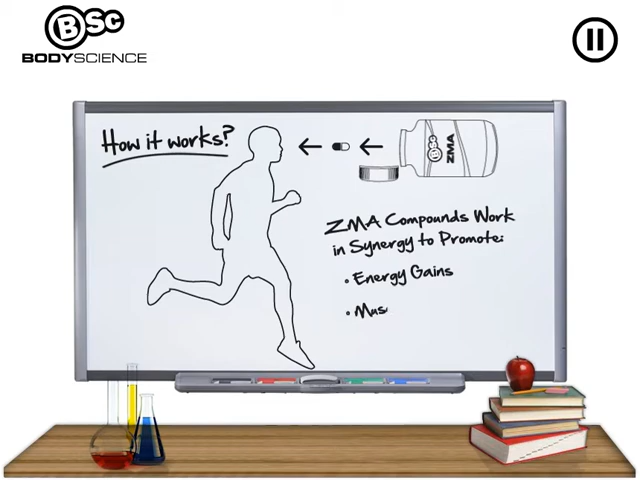 BSc
BODYSCIENCE
How it works?
BSc ZMA
ZMA Compounds Work
in Synergy to Promote:
• Energy Gains
• Mus